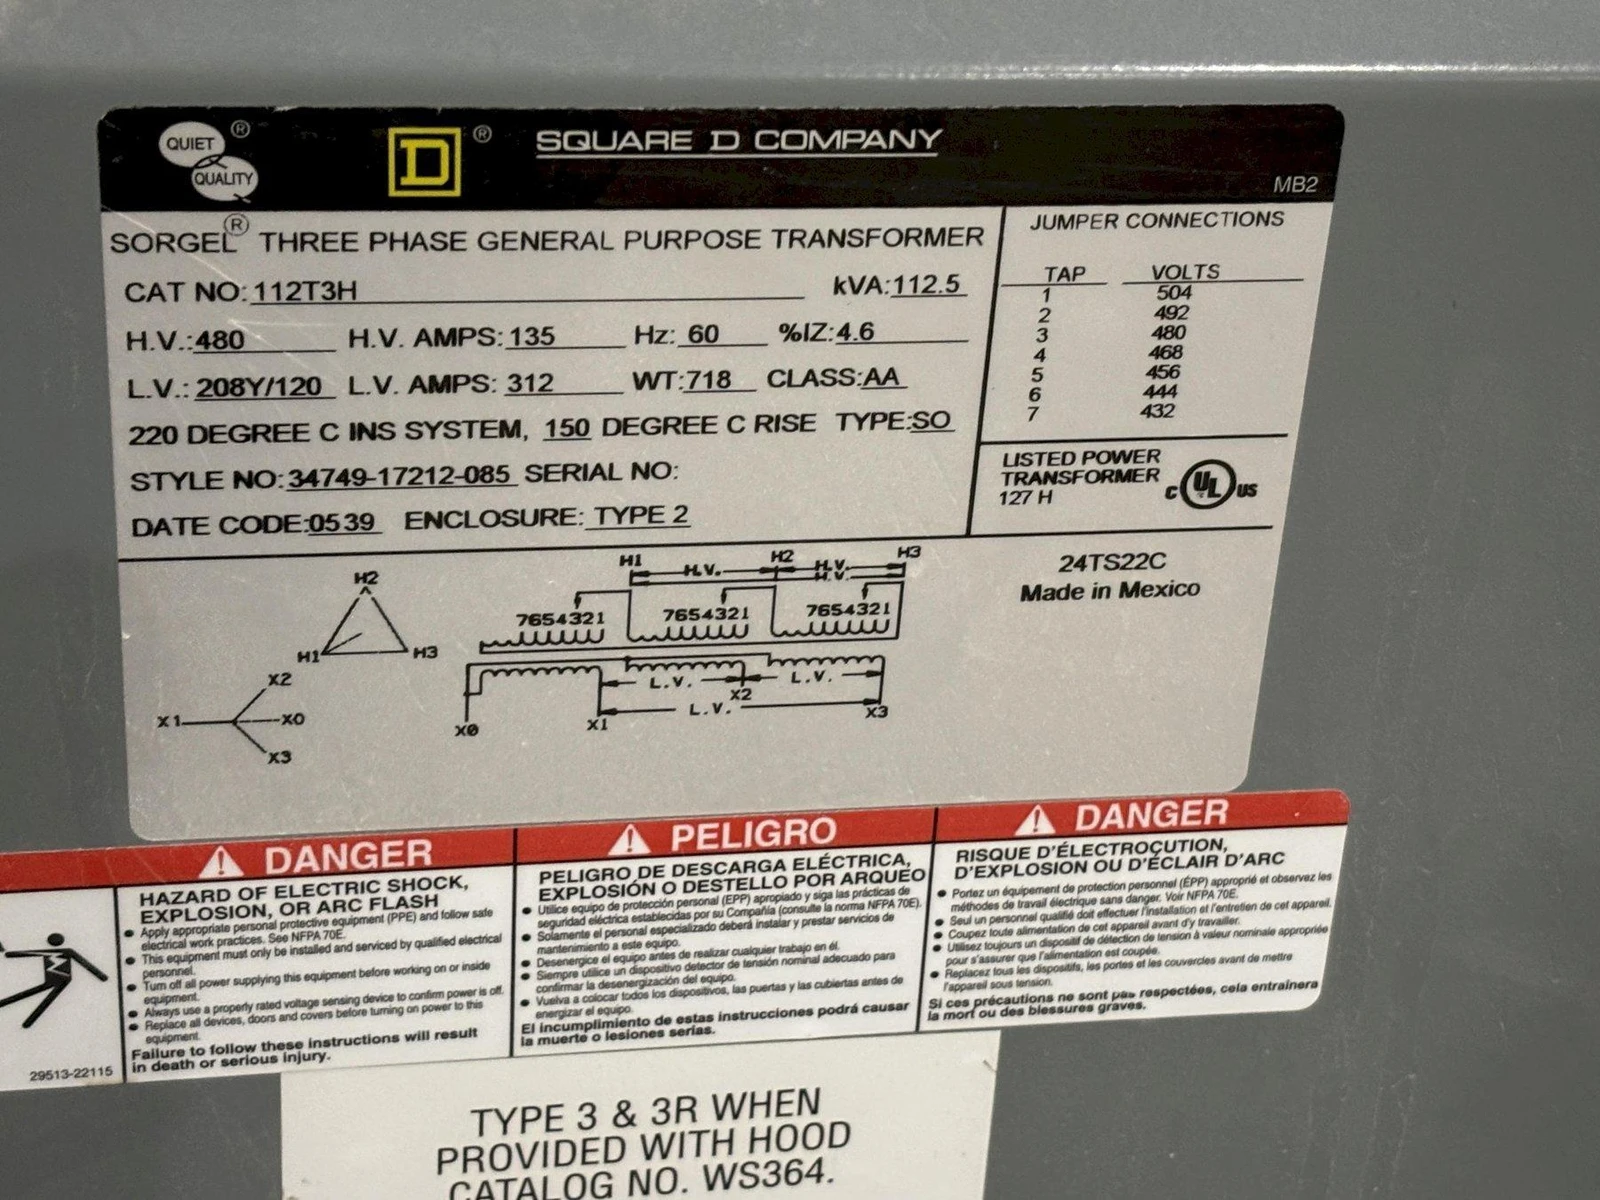 QUIET ®
QUALITY
D ®
SQUARE D COMPANY
MB2
SORGEL® THREE PHASE GENERAL PURPOSE TRANSFORMER
CAT NO: 112T3H kVA: 112.5
H.V.: 480 H.V. AMPS: 135 Hz: 60 %IZ: 4.6
L.V.: 208Y/120 L.V. AMPS: 312 WT: 718 CLASS: AA
220 DEGREE C INS SYSTEM, 150 DEGREE C RISE TYPE: SO
STYLE NO: 34749-17212-085 SERIAL NO:
DATE CODE: 0539 ENCLOSURE: TYPE 2
JUMPER CONNECTIONS
TAP VOLTS
1 504
2 492
3 480
4 468
5 456
6 444
7 432
LISTED POWER
TRANSFORMER
127 H
C UL US
24TS22C
Made in Mexico
H2
H1 H3
X2
X1 X0
X3
H1 H2 H3
H.V. H.V.
H.V.
7654321 7654321 7654321
L.V. L.V.
X2
L.V.
X0 X1 X3
DANGER
HAZARD OF ELECTRIC SHOCK,
EXPLOSION, OR ARC FLASH
• Apply appropriate personal protective equipment (PPE) and follow safe
electrical work practices. See NFPA 70E.
• This equipment must only be installed and serviced by qualified electrical
personnel.
• Turn off all power supplying this equipment before working on or inside
equipment.
• Always use a properly rated voltage sensing device to confirm power is off.
• Replace all devices, doors and covers before turning on power to this
equipment.
Failure to follow these instructions will result
in death or serious injury.
29513-22115
PELIGRO
PELIGRO DE DESCARGA ELÉCTRICA,
EXPLOSIÓN O DESTELLO POR ARQUEO
• Utilice equipo de protección personal (EPP) apropiado y siga las prácticas de
seguridad eléctrica establecidas por su Compañía (consulte la norma NFPA 70E).
• Solamente el personal especializado deberá instalar y prestar servicios de
mantenimiento a este equipo.
• Desenergice el equipo antes de realizar cualquier trabajo en él.
• Siempre utilice un dispositivo detector de tensión nominal adecuado para
confirmar la desenergización del equipo.
• Vuelva a colocar todos los dispositivos, las puertas y las cubiertas antes de
energizar el equipo.
El incumplimiento de estas instrucciones podrá causar
la muerte o lesiones serias.
DANGER
RISQUE D'ÉLECTROCUTION,
D'EXPLOSION OU D'ÉCLAIR D'ARC
• Portez un équipement de protection personnel (ÉPP) approprié et observez les
méthodes de travail électrique sans danger. Voir NFPA 70E.
• Seul un personnel qualifié doit effectuer l'installation et l'entretien de cet appareil.
• Coupez toute alimentation de cet appareil avant d'y travailler.
• Utilisez toujours un dispositif de détection de tension à valeur nominale appropriée
pour s'assurer que l'alimentation est coupée.
• Replacez tous les dispositifs, les portes et les couvercles avant de mettre
l'appareil sous tension.
Si ces précautions ne sont pas respectées, cela entraînera
la mort ou des blessures graves.
TYPE 3 & 3R WHEN
PROVIDED WITH HOOD
CATALOG NO. WS364.